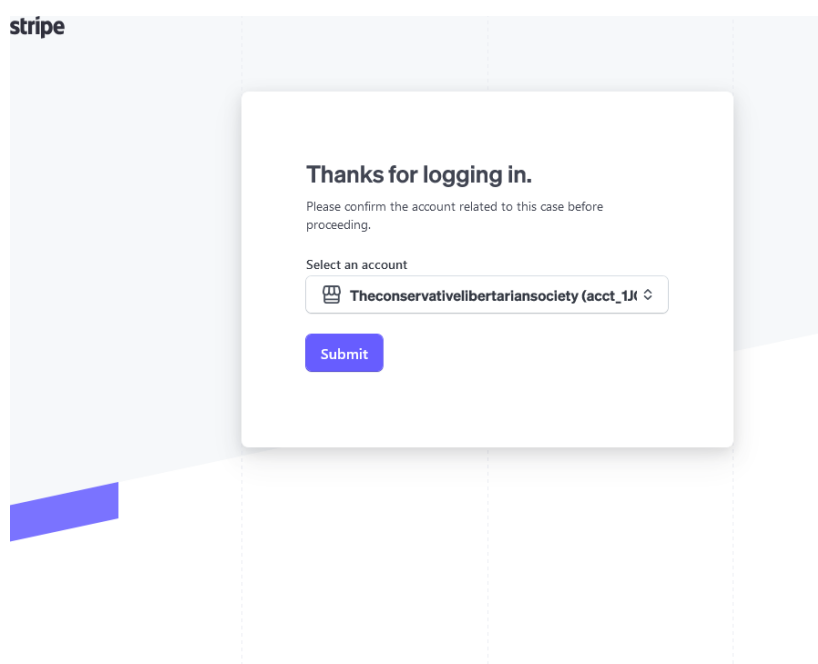 stripe
Thanks for logging in.
Please confirm the account related to this case before
proceeding.
Select an account
Theconservativelibertariansociety (acct_1J
Submit